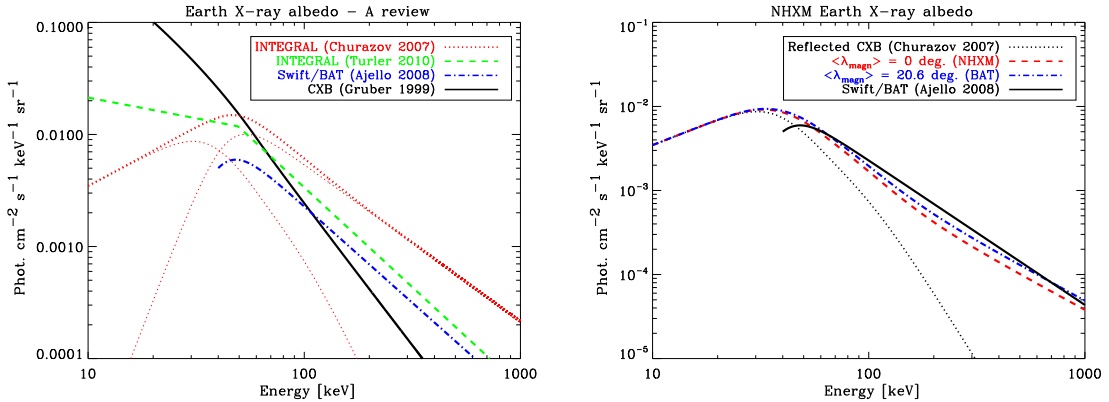 Earth X-ray albedo - A review
INTEGRAL (Churazov 2007)
INTEGRAL (Turler 2010)
Swift/BAT (Ajello 2008)
CXB (Gruber 1999)
0.1000
0.0100
0.0010
0.0001
Phot. cm⁻² s⁻¹ keV⁻¹ sr⁻¹
10
100
1000
Energy [keV]
NHXM Earth X-ray albedo
Reflected CXB (Churazov 2007)
<λmagn> = 0 deg. (NHXM)
<λmagn> = 20.6 deg. (BAT)
Swift/BAT (Ajello 2008)
10⁻¹
10⁻²
10⁻³
10⁻⁴
10⁻⁵
Phot. cm⁻² s⁻¹ keV⁻¹ sr⁻¹
10
100
1000
Energy [keV]